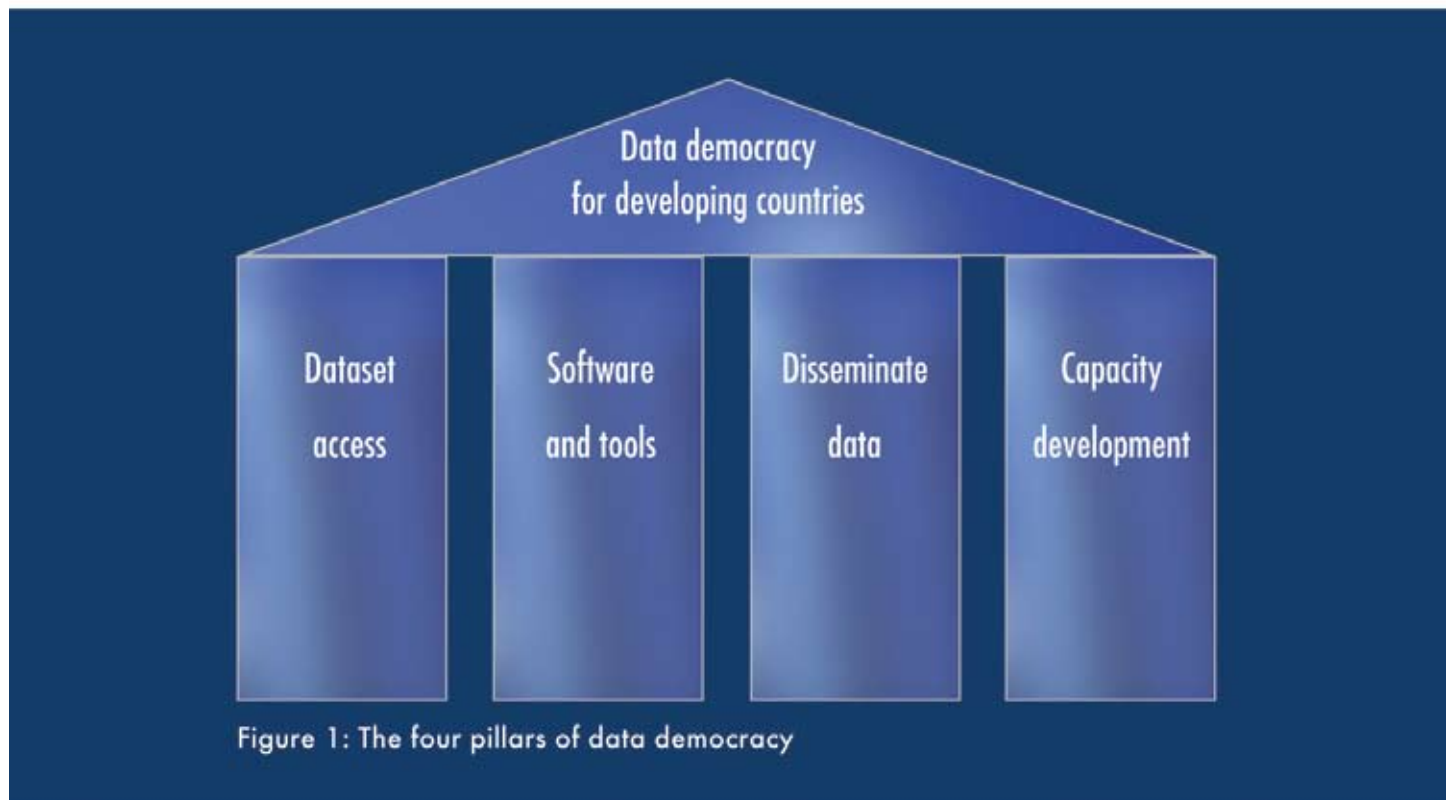 Data democracy
for developing countries
Dataset
access
Software
and tools
Disseminate
data
Capacity
development
Figure 1: The four pillars of data democracy